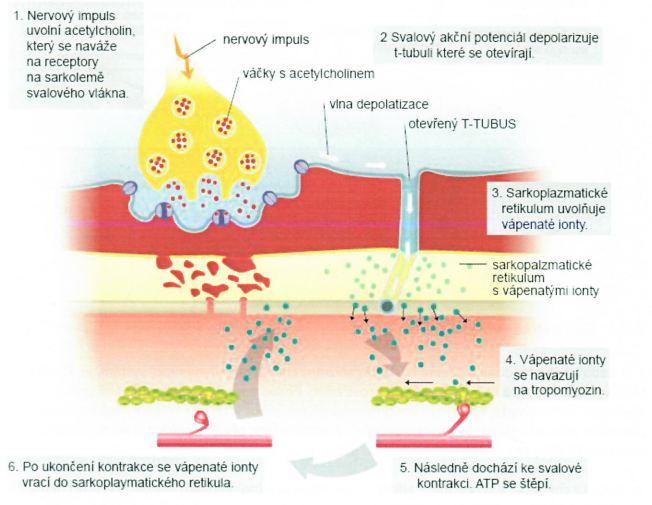 1. Nervový impuls
uvolní acetylcholin,
který se naváže
na receptory
na sarkolemě
svalového vlákna.
nervový impuls
váčky s acetylcholinem
2 Svalový akční potenciál depolarizuje
t-tubuli které se otevírají.
vlna depolatizace
otevřený T-TUBUS
3. Sarkoplazmatické
retikulum uvolňuje
vápenaté ionty.
sarkopalzmatické
retikulum
s vápenatými ionty
4. Vápenaté ionty
se navazují
na tropomyozin.
5. Následně dochází ke svalové
kontrakci. ATP se štěpí.
6. Po ukončení kontrakce se vápenaté ionty
vrací do sarkoplaymatického retikula.